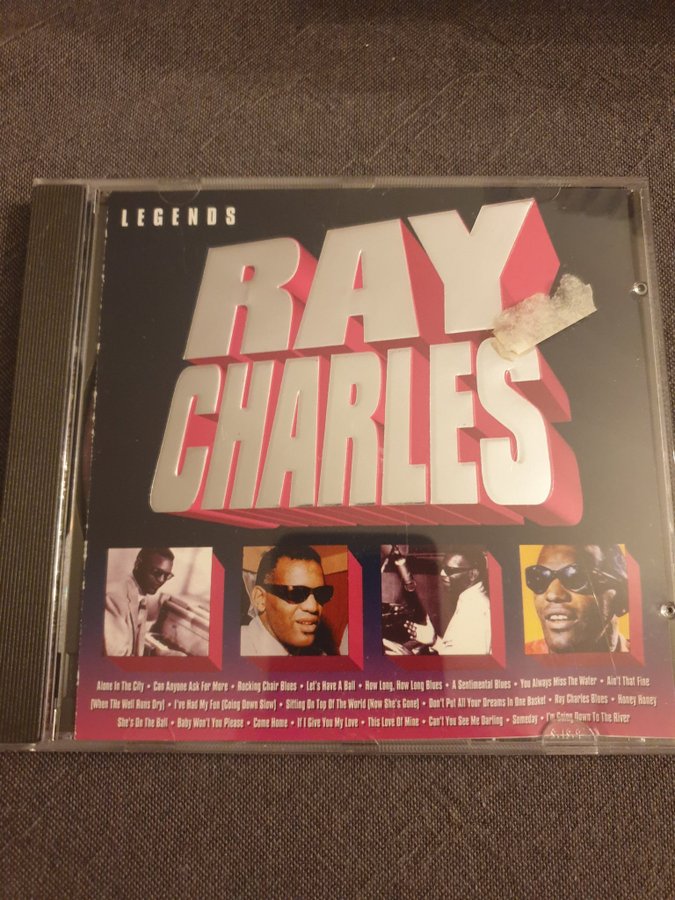 LEGENDS
RAY
CHARLES
Alone In The City • Can Anyone Ask For More • Rocking Chair Blues • Let's Have A Ball • How Long, How Long Blues • A Sentimental Blues • You Always Miss The Water • Ain't That Fine
(When THe Well Runs Dry) • I've Had My Fun (Going Down Slow) • Sitting On Top Of The World (Now She's Gone) • Don't Put All Your Dreams In One Basket • Ray Charles Blues • Honey Honey
She's On The Ball • Baby Won't You Please • Come Home • If I Give You My Love • This Love Of Mine • Can't You See Me Darling • Someday • I'm Going Down To The River